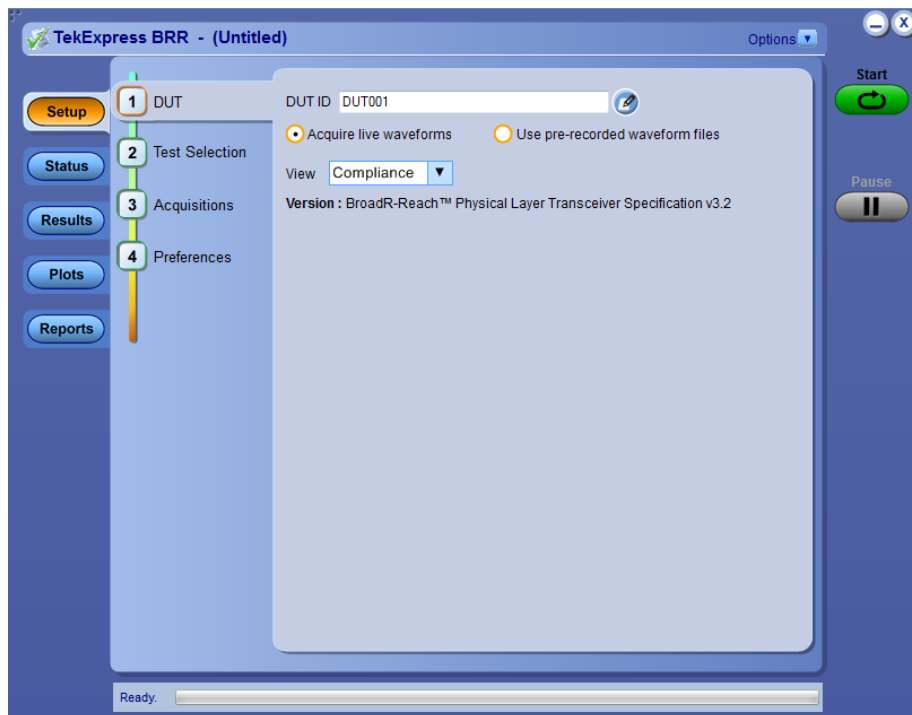 TekExpress BRR - (Untitled)
Options
Start
Pause
Setup
Status
Results
Plots
Reports
1 DUT
2 Test Selection
3 Acquisitions
4 Preferences
DUT ID DUT001
Acquire live waveforms Use pre-recorded waveform files
View Compliance
Version : BroadR-Reach™ Physical Layer Transceiver Specification v3.2
Ready.